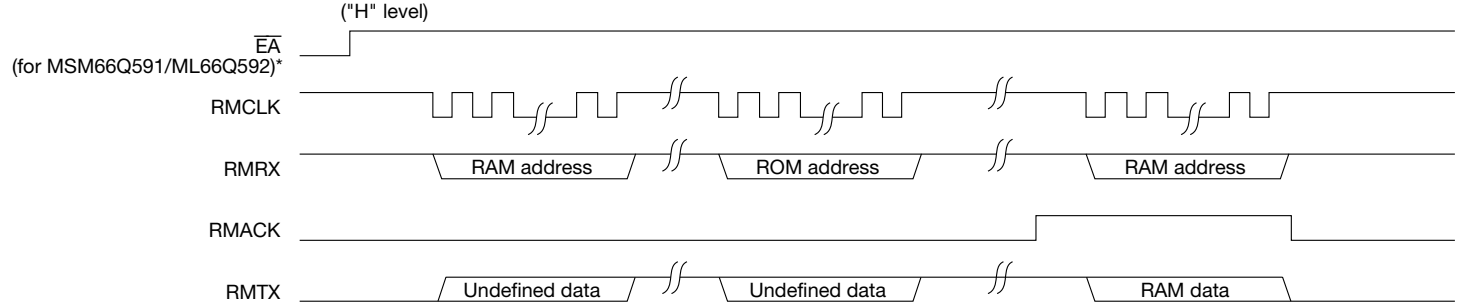 ("H" level)
EA
(for MSM66Q591/ML66Q592)*
RMCLK
RMRX RAM address ROM address RAM address
RMACK
RMTX Undefined data Undefined data RAM data